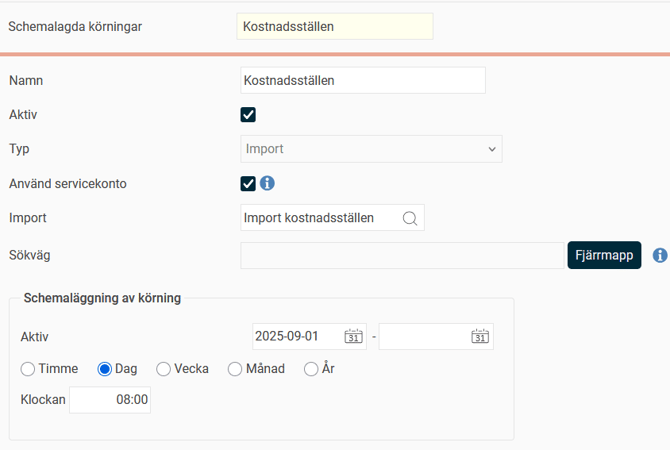 Schemalagda körningar Kostnadsställen
Namn Kostnadsställen
Aktiv
Typ Import
Använd servicekonto
Import Import kostnadsställen
Sökväg Fjärrmapp
Schemaläggning av körning
Aktiv 2025-09-01 31 - 31
Timme Dag Vecka Månad År
Klockan 08:00